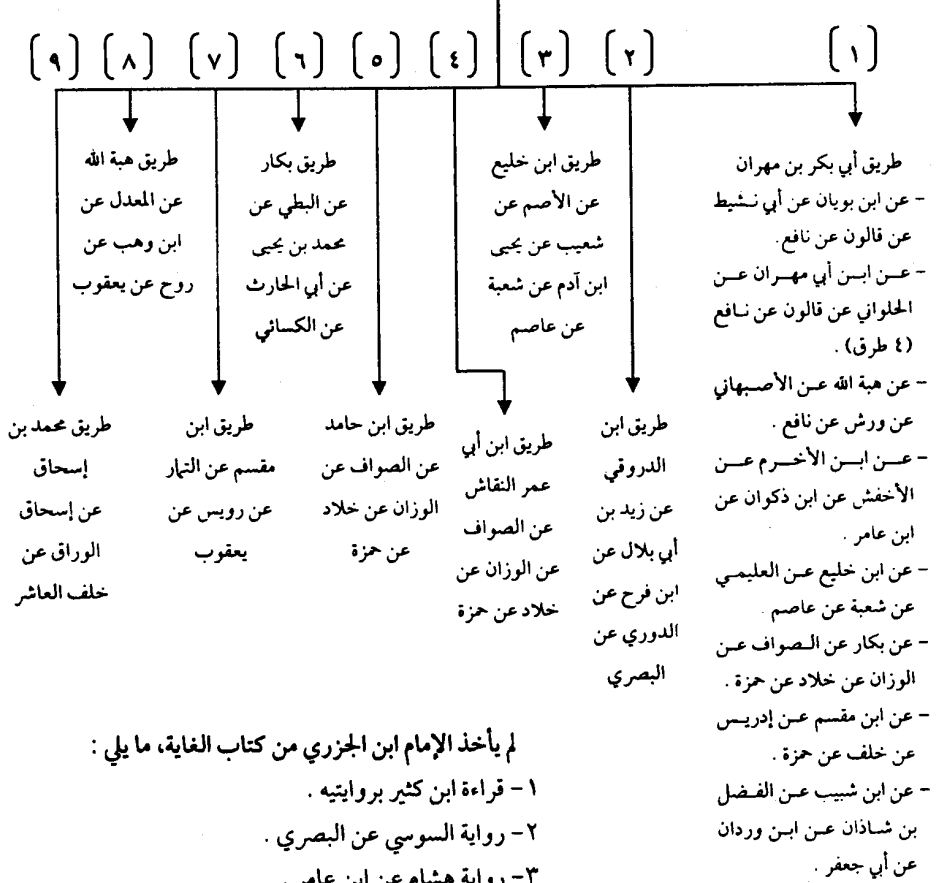 [١]
[٢]
[٣]
[٤]
[٥]
[٦]
[٧]
[٨]
[٩]
طريق أبي بكر بن مهران
- عن ابن بويان عن أبي نشيط
عن قالون عن نافع.
- عن ابن أبي مهران عن
الحلواني عن قالون عن نافع
(٤ طرق) .
- عن هبة الله عن الأصبهاني
عن ورش عن نافع .
- عن ابن الأخرم عن
الأخفش عن ابن ذكوان عن
ابن عامر .
- عن ابن خليع عن العليمي
عن شعبة عن عاصم .
- عن بكار عن الصواف عن
الوزان عن خلاد عن حمزة .
- عن ابن مقسم عن إدريس
عن خلف عن حمزة .
- عن ابن شبيب عن الفضل
بن شاذان عن ابن وردان
عن أبي جعفر .
طريق ابن
الدروقي
عن زيد بن
أبي بلال عن
ابن فرح عن
الدوري عن
البصري
طريق ابن خليع
عن الأصم عن
شعيب عن يحيى
ابن آدم عن شعبة
عن عاصم
طريق ابن أبي
عمر النقاش
عن الصواف
عن الوزان عن
خلاد عن حمزة
طريق ابن حامد
عن الصواف عن
الوزان عن خلاد
عن حمزة
طريق بكار
عن البطي عن
محمد بن يحيى
عن أبي الحارث
عن الكسائي
طريق ابن
مقسم عن التمار
عن رويس عن
يعقوب
طريق هبة الله
عن المعدل عن
ابن وهب عن
روح عن يعقوب
طريق محمد بن
إسحاق
عن إسحاق
الوراق عن
خلف العاشر
لم يأخذ الإمام ابن الجزري من كتاب الغاية، ما يلي :
١- قراءة ابن كثير بروايتيه .
٢- رواية السوسي عن البصري .
٣- رواية هشام عن ابن عامر .